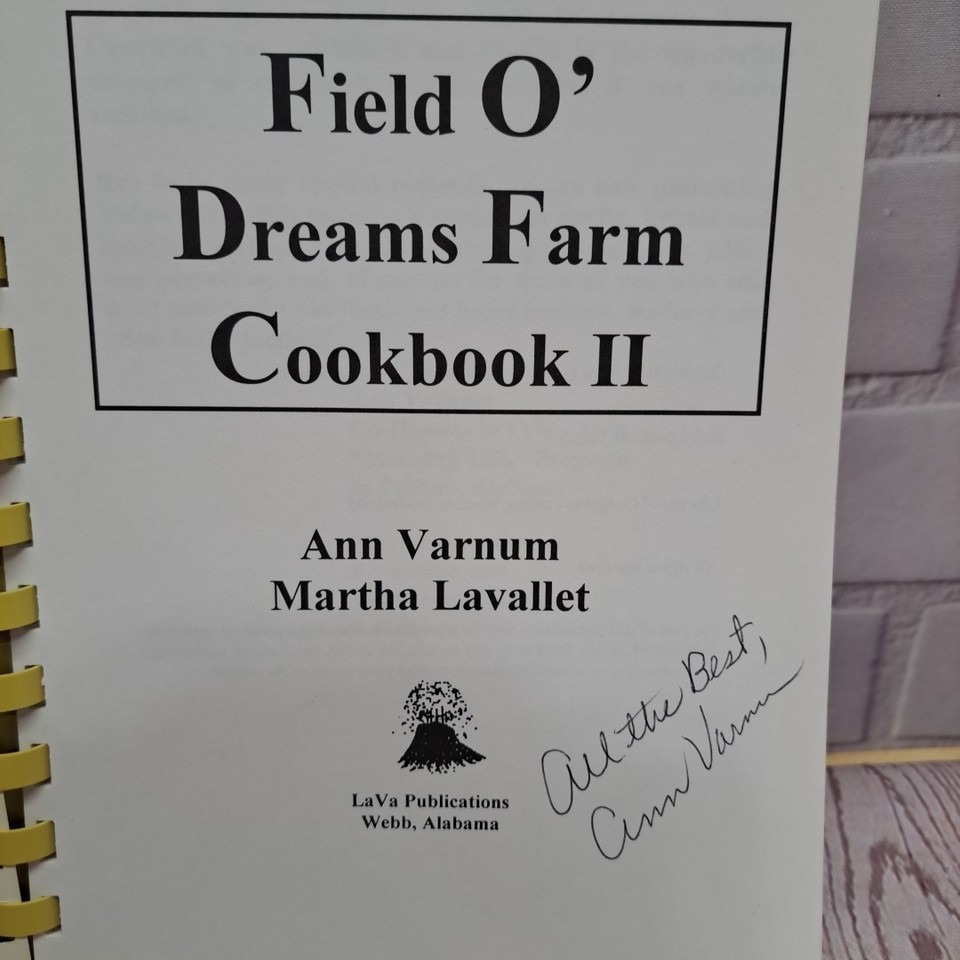 Field O'
Dreams Farm
Cookbook II
Ann Varnum
Martha Lavallet
LaVa Publications
Webb, Alabama
All the Best,
Ann Varnum